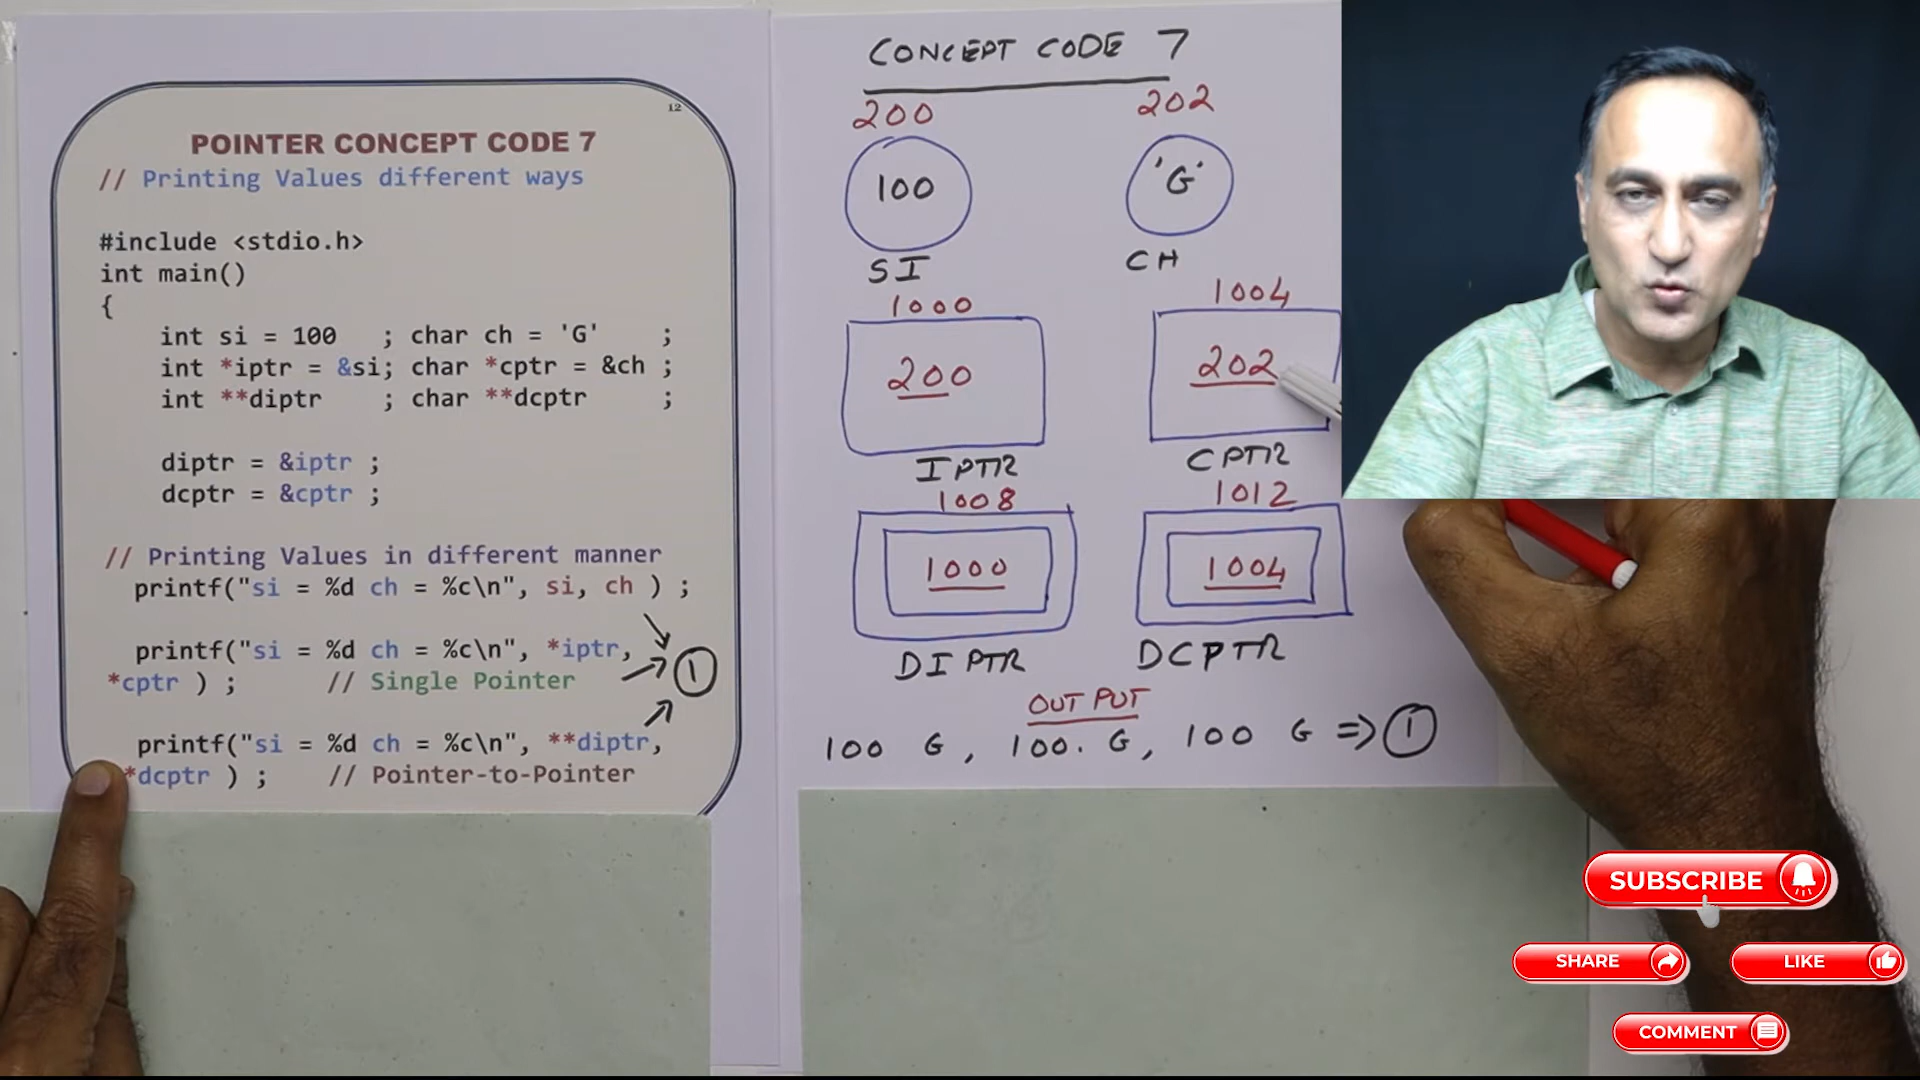 12
POINTER CONCEPT CODE 7
// Printing Values different ways
#include <stdio.h>
int main()
{
int si = 100 ; char ch = 'G' ;
int *iptr = &si; char *cptr = &ch ;
int **diptr ; char **dcptr ;
diptr = &iptr ;
dcptr = &cptr ;
// Printing Values in different manner
printf("si = %d ch = %c\n", si, ch ) ;
printf("si = %d ch = %c\n", *iptr,
*cptr ) ; // Single Pointer
1
printf("si = %d ch = %c\n", **diptr,
*dcptr ) ; // Pointer-to-Pointer
CONCEPT CODE 7
200 202
100 'G'
SI CH
1000 1004
200 202
IPTR CPTR
1008 1012
1000 1004
DIPTR DCPTR
OUTPUT
100 G , 100. G , 100 G => 1
SUBSCRIBE
SHARE LIKE
COMMENT